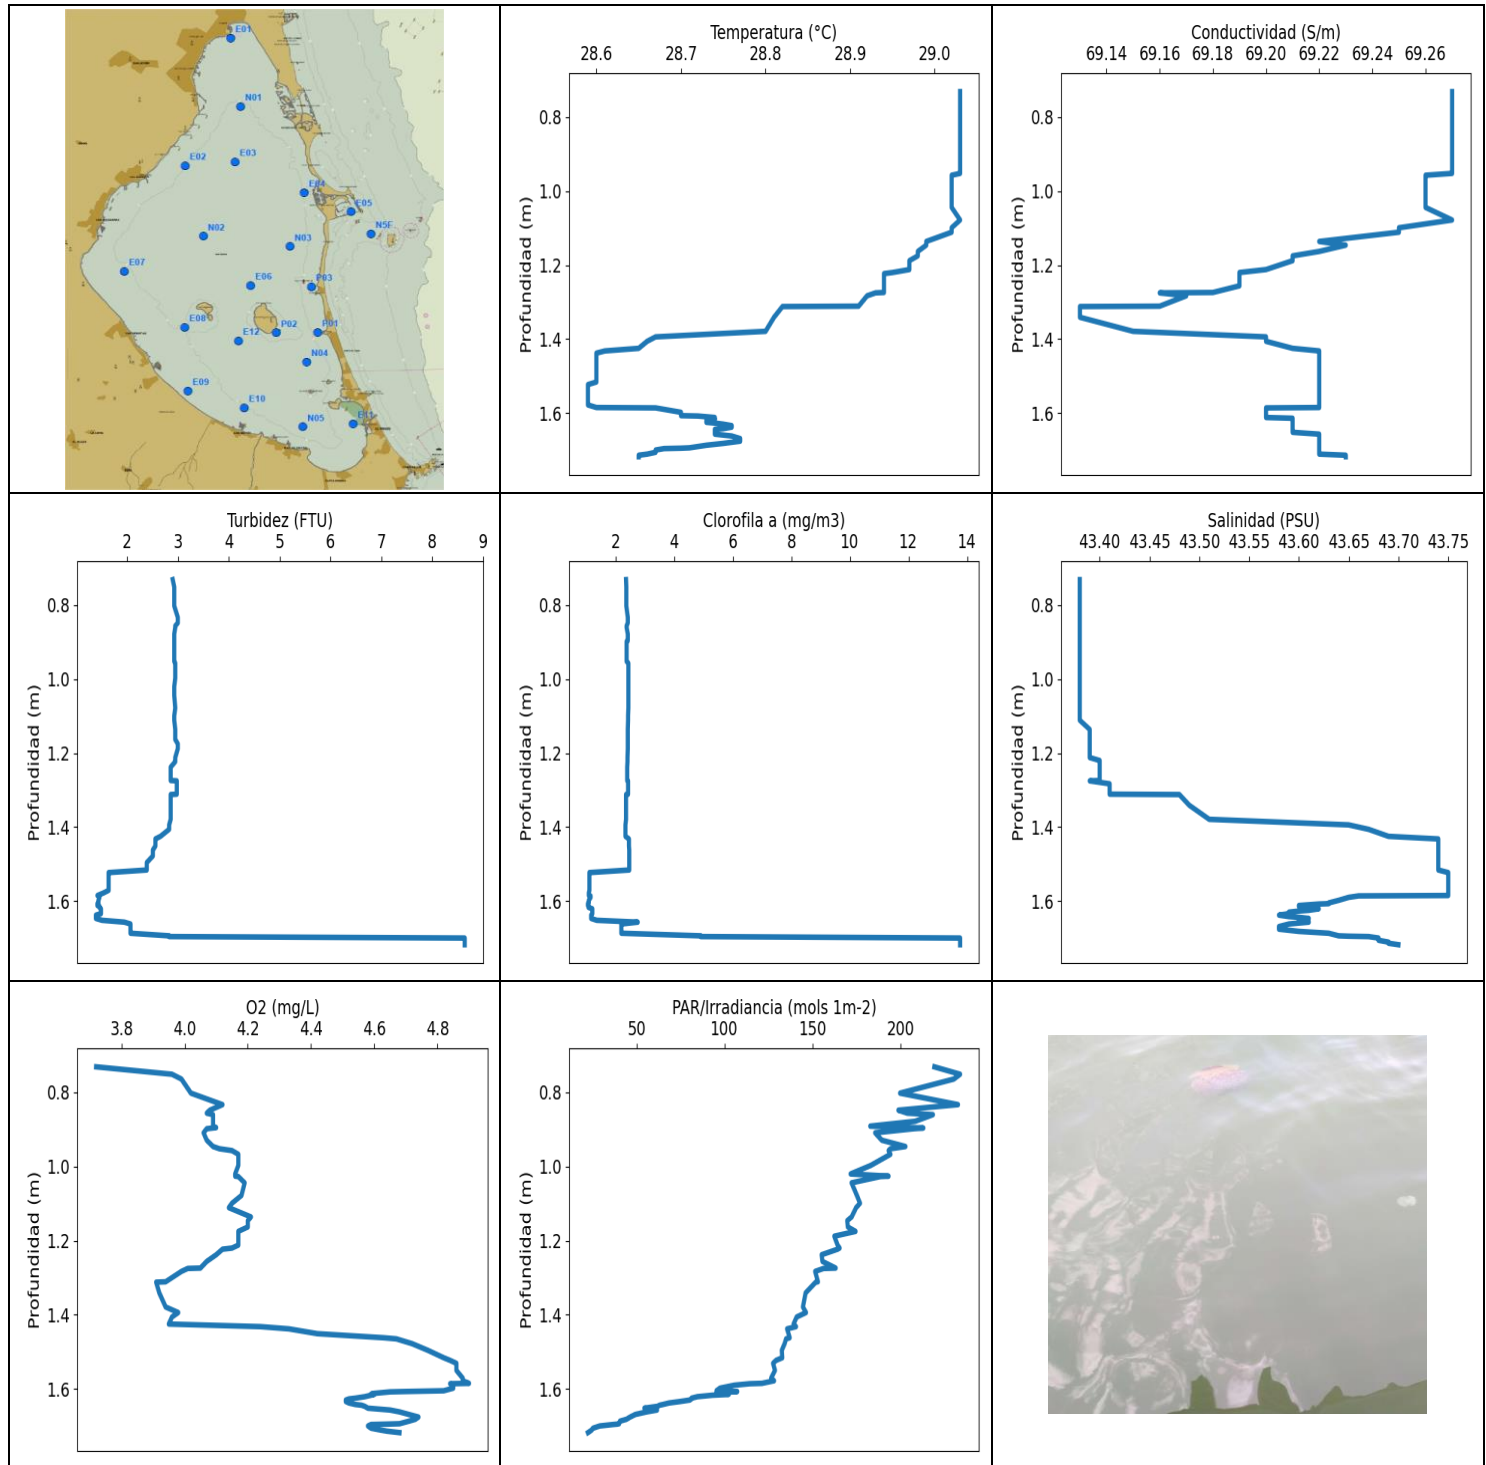 E01
N01
E02
E03
E04
E05
N5F
N02
N03
E07
E06
P03
E08
E12
P02
P01
N04
E09
E10
N05
E11
Temperatura (°C)
28.6 28.7 28.8 28.9 29.0
Profundidad (m)
0.8
1.0
1.2
1.4
1.6
Conductividad (S/m)
69.14 69.16 69.18 69.20 69.22 69.24 69.26
Profundidad (m)
0.8
1.0
1.2
1.4
1.6
Turbidez (FTU)
2 3 4 5 6 7 8 9
Profundidad (m)
0.8
1.0
1.2
1.4
1.6
Clorofila a (mg/m3)
2 4 6 8 10 12 14
Profundidad (m)
0.8
1.0
1.2
1.4
1.6
Salinidad (PSU)
43.40 43.45 43.50 43.55 43.60 43.65 43.70 43.75
Profundidad (m)
0.8
1.0
1.2
1.4
1.6
O2 (mg/L)
3.8 4.0 4.2 4.4 4.6 4.8
Profundidad (m)
0.8
1.0
1.2
1.4
1.6
PAR/Irradiancia (mols 1m-2)
50 100 150 200
Profundidad (m)
0.8
1.0
1.2
1.4
1.6